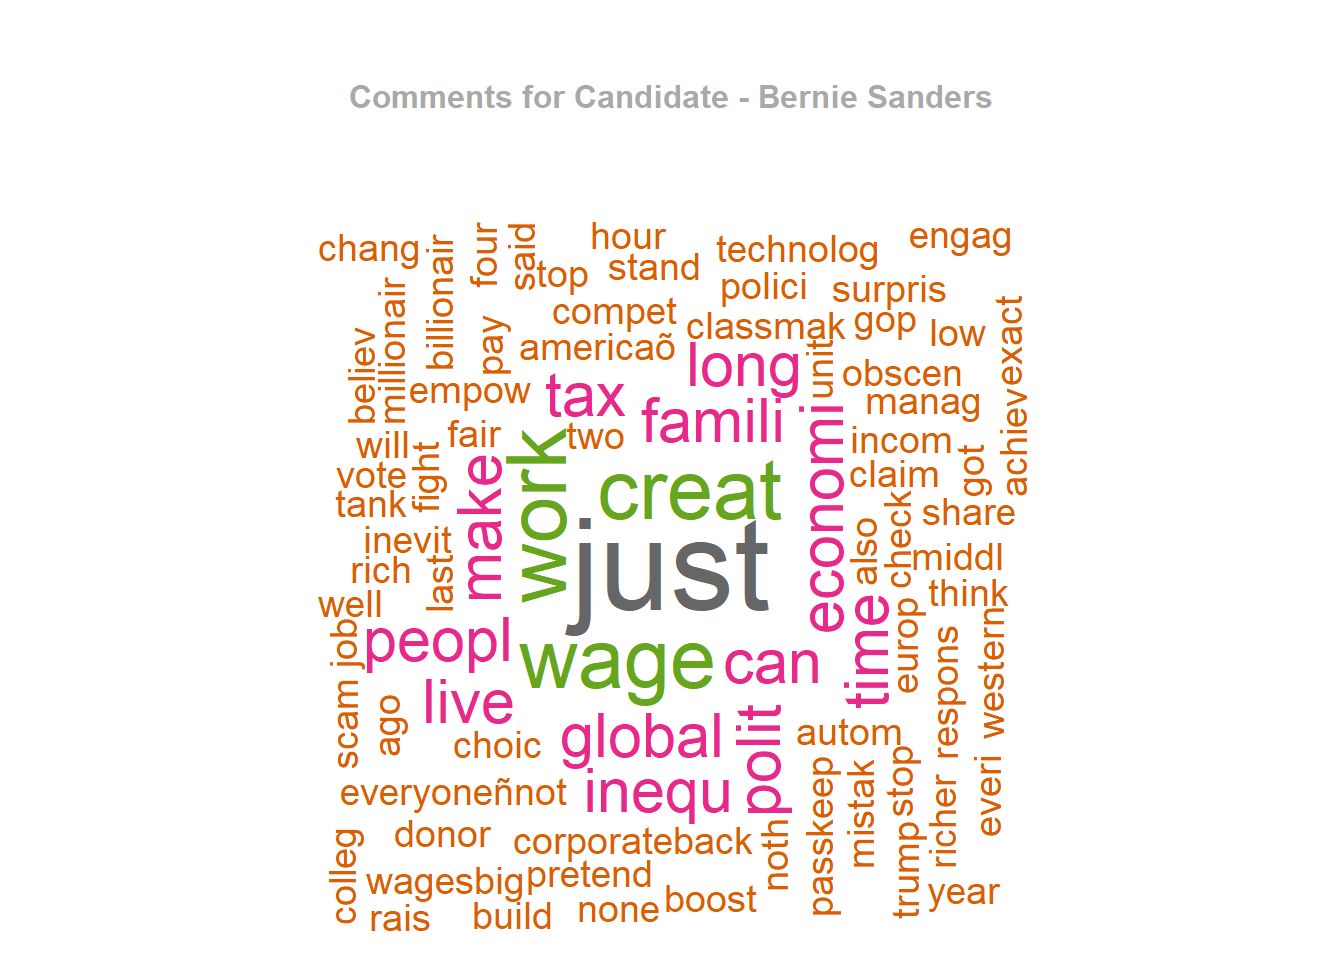 Comments for Candidate - Bernie Sanders
chang
billionair
four
said
hour
technolog
engag
top
stand
polici
surpris
millionair
compet
classmak
gop
low
exact
believ
pay
americaõ
long
unit
obscen
empow
tax
famili
manag
will
fair
two
economi
incom
achiev
vote
fight
make
work
creat
claim
got
tank
just
also
check
share
inevit
rich
last
middl
well
think
job
peopl
wage
can
time
europ
respons
western
scam
ago
live
choic
global
polit
autom
everyoneñnot
inequ
passkeep
mistak
stop
richer
everi
colleg
donor
corporateback
noth
trump
wagesbig
pretend
boost
year
rais
build
none